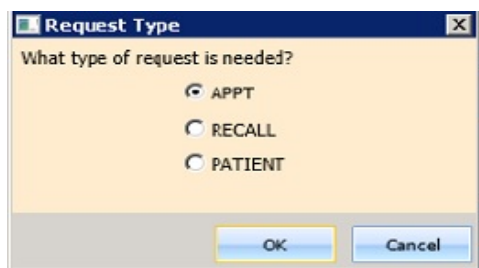 Request Type
What type of request is needed?
APPT
RECALL
PATIENT
OK Cancel